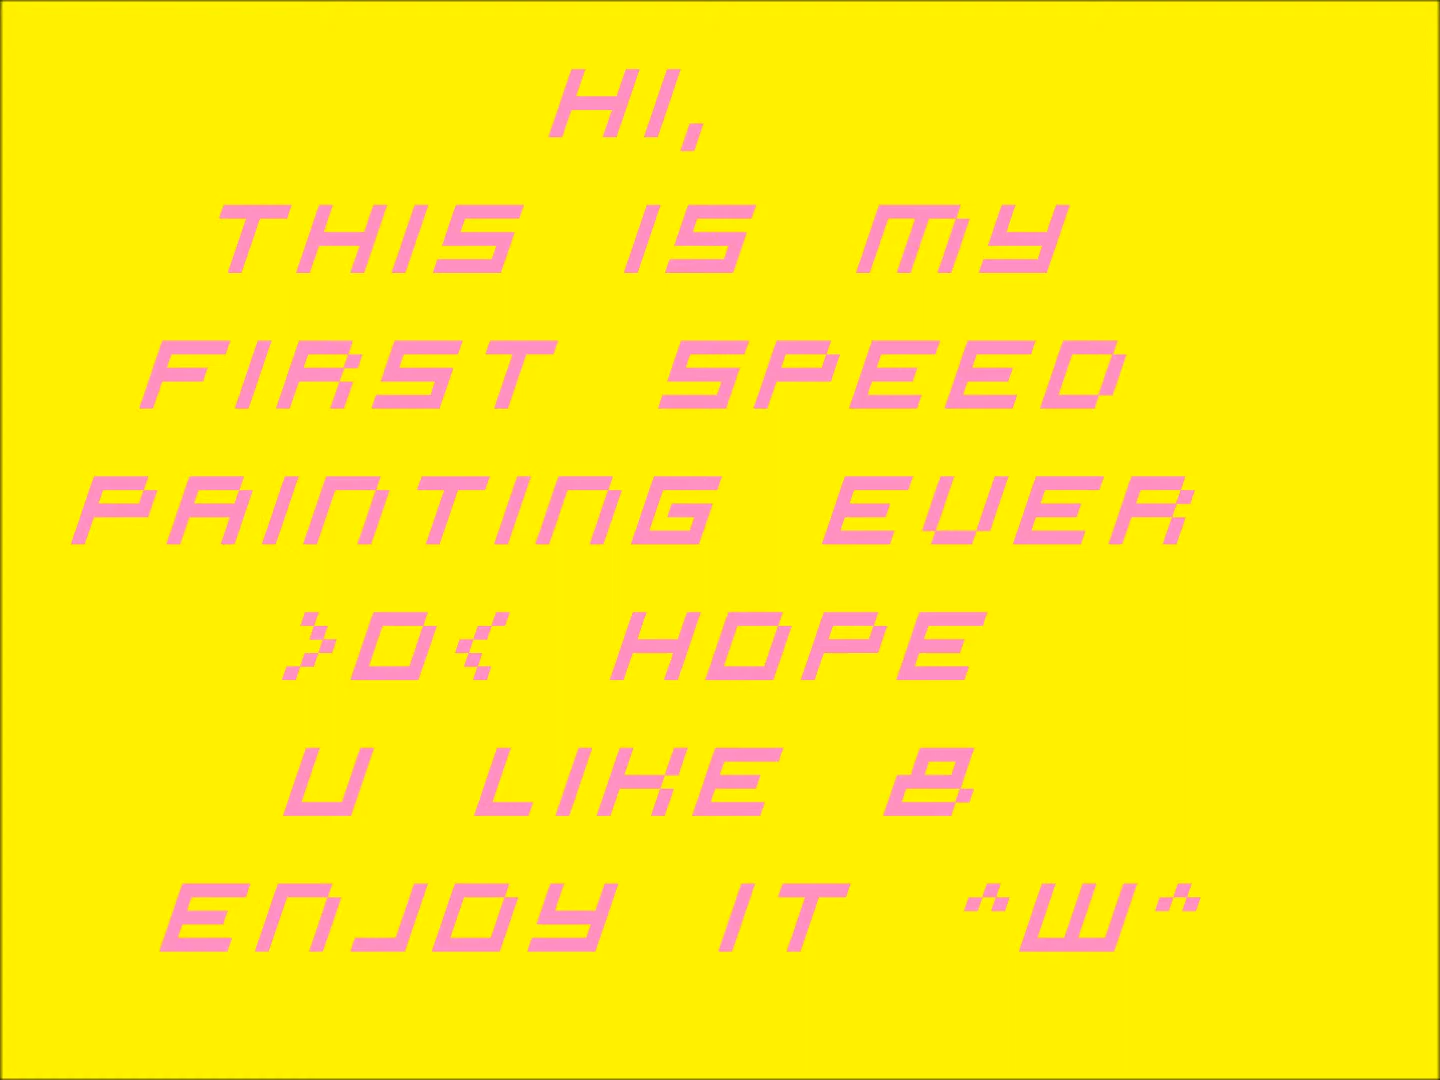 HI,
THIS IS MY
FIRST SPEED
PAINTING EVER
>O< HOPE
U LIKE &
ENJOY IT ^W^